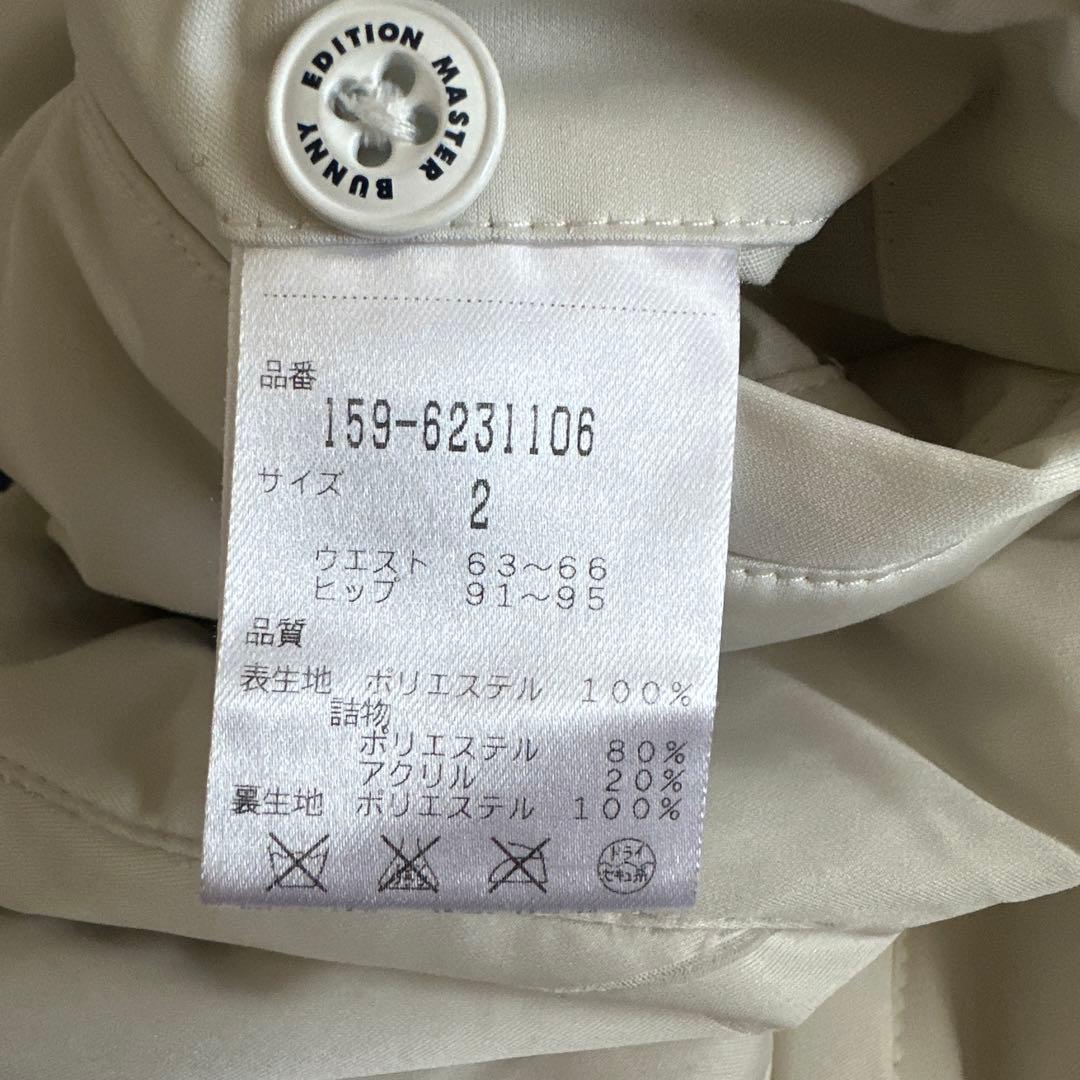 MASTER BUNNY EDITION
品番
159-6231106
サイズ
2
ウエスト 63～66
ヒップ 91～95
品質
表生地 ポリエステル 100%
詰物
ポリエステル 80%
アクリル 20%
裏生地 ポリエステル 100%
ドライ
セキユ系